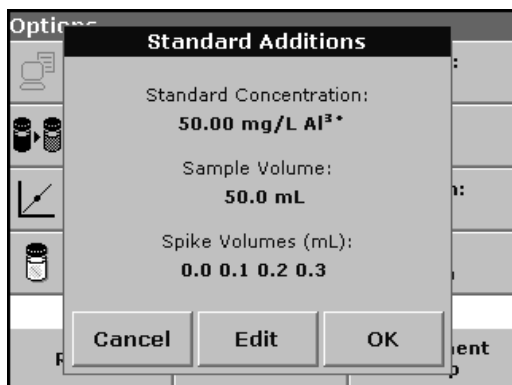 Options
Standard Additions
Standard Concentration:
50.00 mg/L Al³⁺
Sample Volume:
50.0 mL
Spike Volumes (mL):
0.0 0.1 0.2 0.3
Cancel Edit OK